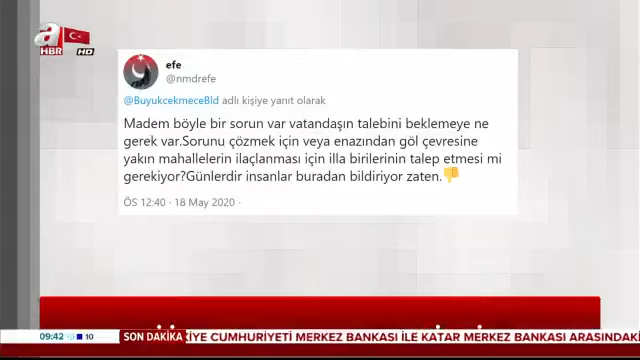 a
HBR
HD
efe
@nmdrefe
@BuyukcekmeceBld adlı kişiye yanıt olarak
Madem böyle bir sorun var vatandaşın talebini beklemeye ne
gerek var.Sorunu çözmek için veya enazından göl çevresine
yakın mahallelerin ilaçlanması için illa birilerinin talep etmesi mi
gerekiyor?Günlerdir insanlar buradan bildiriyor zaten.👎
ÖS 12:40 · 18 May 2020 ·
09:42 10 SON DAKİKA KİYE CUMHURİYETİ MERKEZ BANKASI İLE KATAR MERKEZ BANKASI ARASINDAKİ